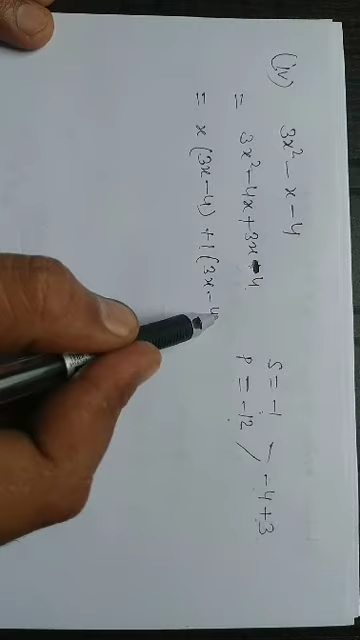 (iv) 3x² - x - 4
= 3x² - 4x + 3x - 4
= x(3x-4) + 1(3x-4
S = -1
P = -12 > -4+3